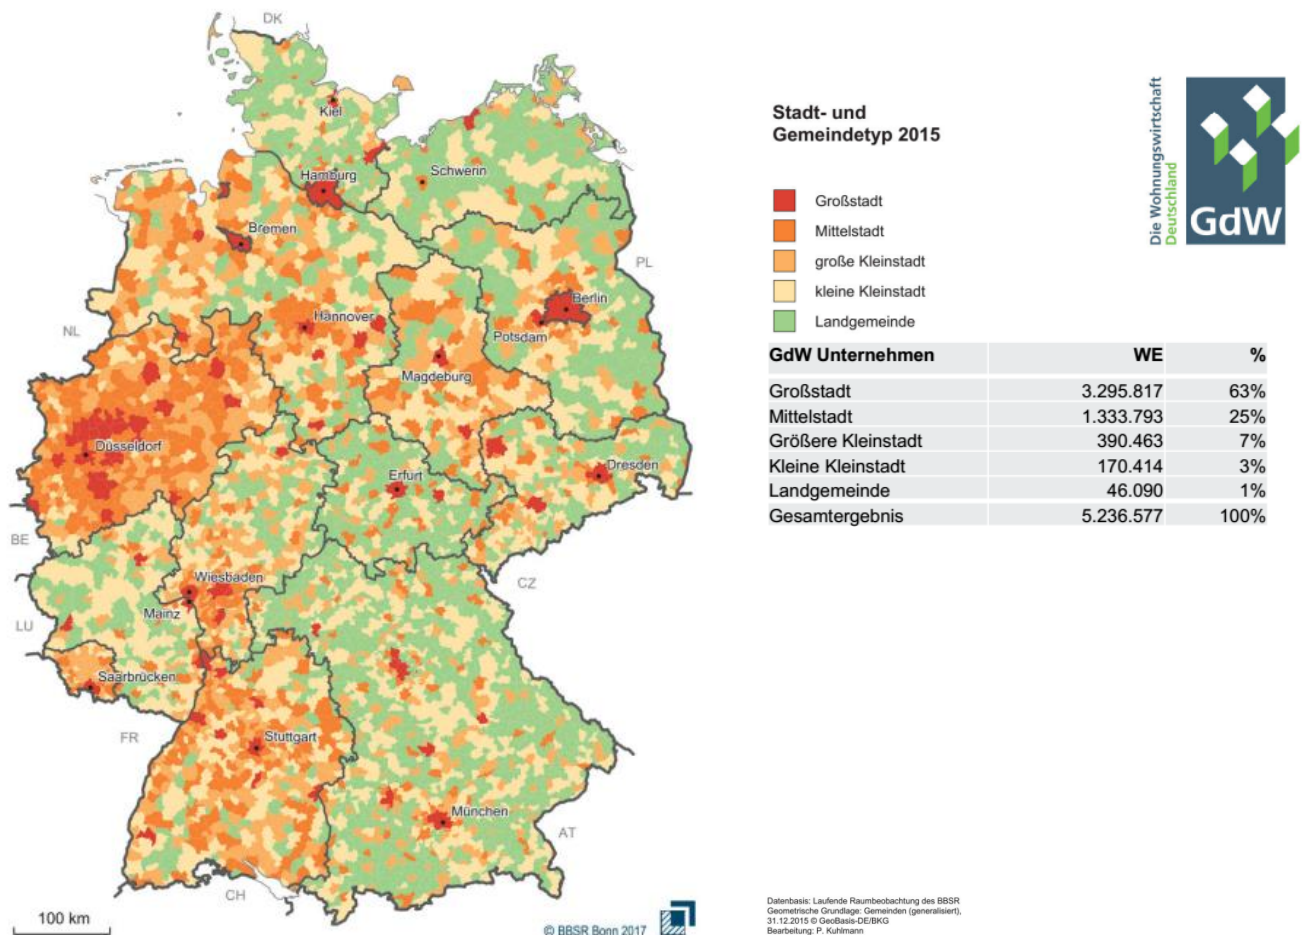 DK
Kiel
Hamburg
Schwerin
Bremen
PL
Berlin
NL
Hannover
Potsdam
Magdeburg
Düsseldorf
Erfurt
Dresden
BE
Wiesbaden
CZ
Mainz
LU
Saarbrücken
FR
Stuttgart
München
AT
CH
100 km
© BBSR Bonn 2017
Stadt- und
Gemeindetyp 2015
Großstadt
Mittelstadt
große Kleinstadt
kleine Kleinstadt
Landgemeinde
Die Wohnungswirtschaft
Deutschland
GdW
GdW Unternehmen WE %
Großstadt 3.295.817 63%
Mittelstadt 1.333.793 25%
Größere Kleinstadt 390.463 7%
Kleine Kleinstadt 170.414 3%
Landgemeinde 46.090 1%
Gesamtergebnis 5.236.577 100%
Datenbasis: Laufende Raumbeobachtung des BBSR
Geometrische Grundlage: Gemeinden (generalisiert),
31.12.2015 © GeoBasis-DE/BKG
Bearbeitung: P. Kuhlmann